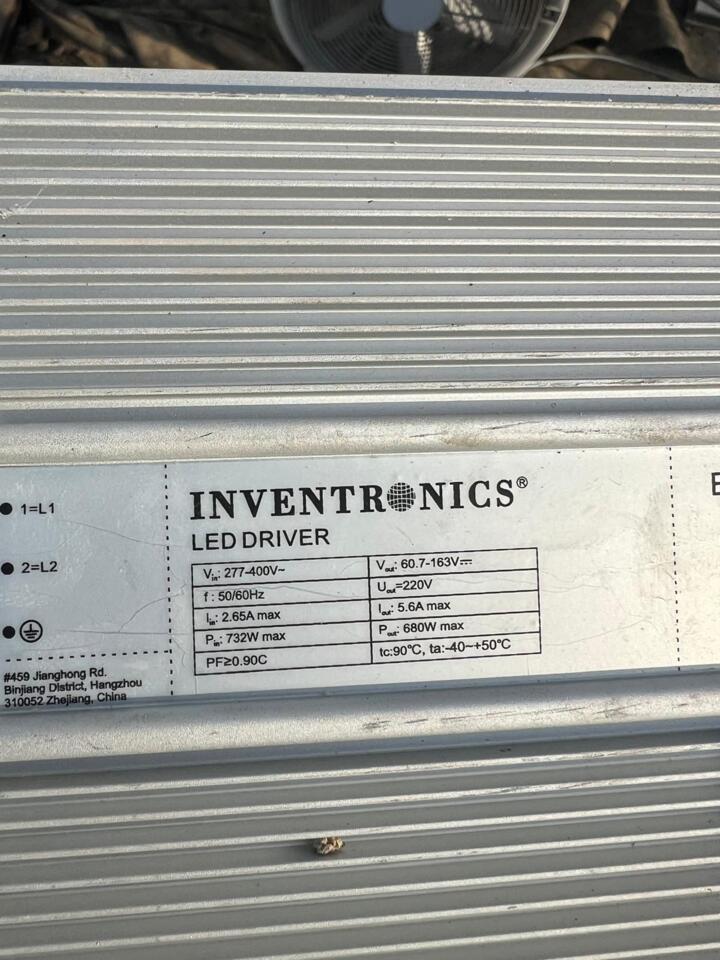 1=L1
2=L2
#459 Jianghong Rd.
Binjiang District, Hangzhou
310052 Zhejiang, China
INVENTRONICS®
LED DRIVER
Vin: 277-400V~
f : 50/60Hz
Iin: 2.65A max
Pin: 732W max
PF≥0.90C
Vout: 60.7-163V⎓
Uout=220V
Iout: 5.6A max
Pout: 680W max
tc:90°C, ta:-40~+50°C